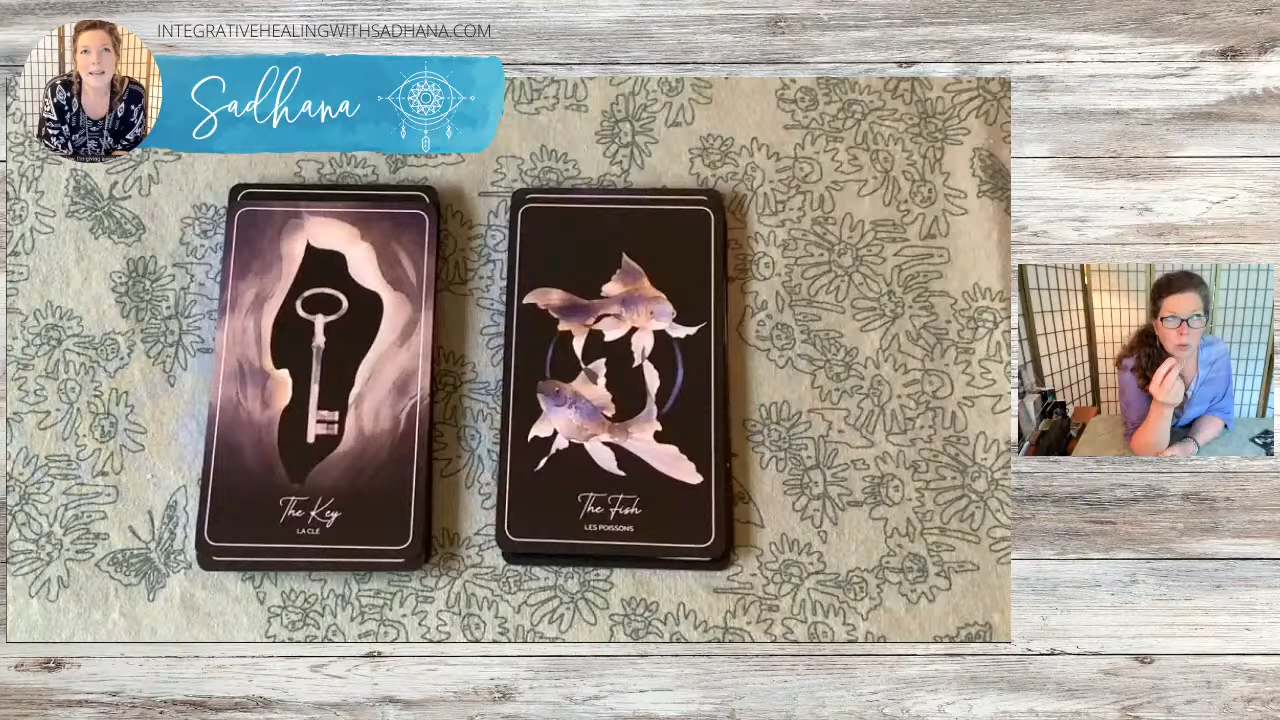 INTEGRATIVEHEALINGWITHSADHANA.COM
Sadhana
The Key
LA CLÉ
The Fish
LES POISSONS